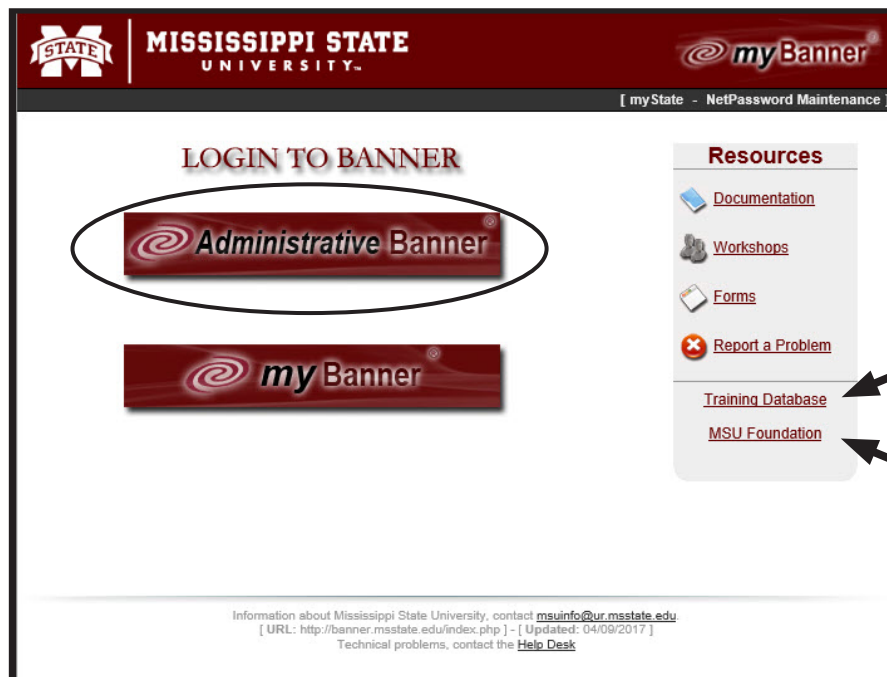 STATE
MISSISSIPPI STATE
UNIVERSITY™
myBanner®
[ myState - NetPassword Maintenance ]
LOGIN TO BANNER
Administrative Banner®
my Banner®
Resources
Documentation
Workshops
Forms
Report a Problem
Training Database
MSU Foundation
Information about Mississippi State University, contact msuinfo@ur.msstate.edu.
[ URL: http://banner.msstate.edu/index.php ] - [ Updated: 04/09/2017 ]
Technical problems, contact the Help Desk